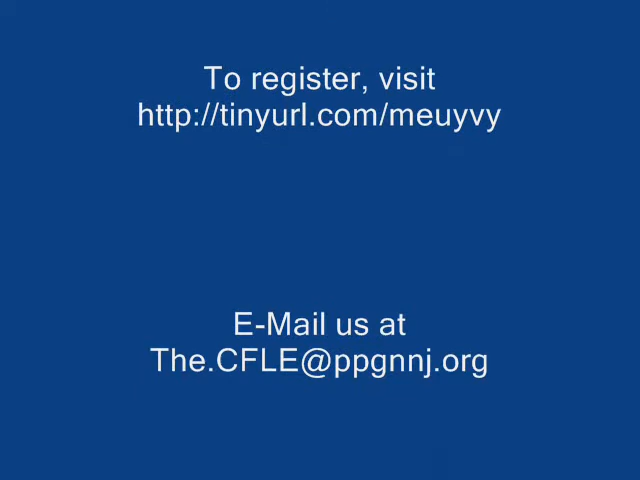 To register, visit
http://tinyurl.com/meuyvy
E-Mail us at
The.CFLE@ppgnnj.org